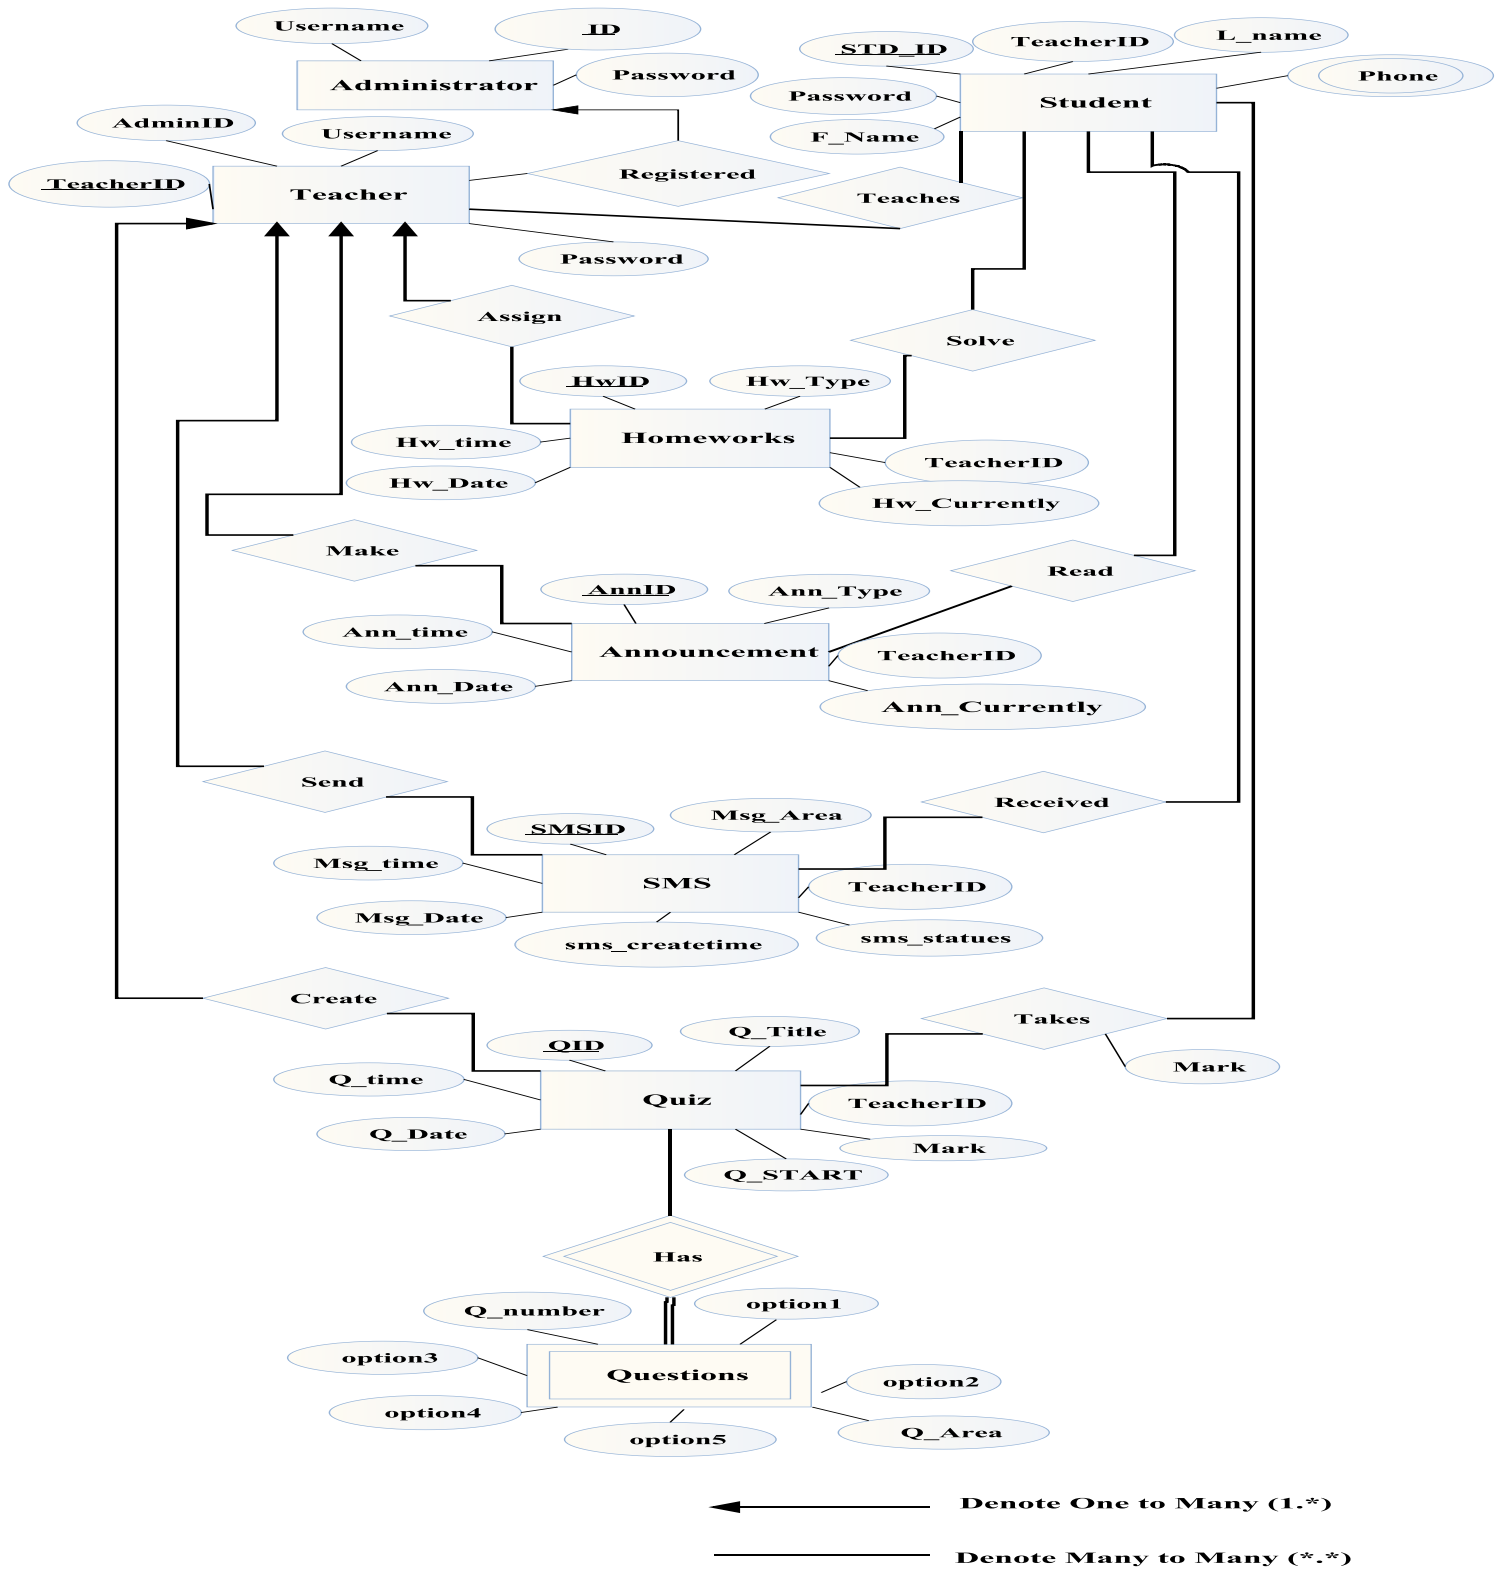 Username
ID
Administrator
Password
STD_ID
TeacherID
L_name
Phone
Password
Student
F_Name
AdminID
Username
TeacherID
Teacher
Registered
Teaches
Password
Assign
Solve
HwID
Hw_Type
Hw_time
Homeworks
TeacherID
Hw_Date
Hw_Currently
Make
Read
AnnID
Ann_Type
Ann_time
Announcement
TeacherID
Ann_Date
Ann_Currently
Send
Received
SMSID
Msg_Area
Msg_time
SMS
TeacherID
Msg_Date
sms_createtime
sms_statues
Create
Takes
QID
Q_Title
Mark
Q_time
Quiz
TeacherID
Q_Date
Mark
Q_START
Has
Q_number
option1
option3
Questions
option2
option4
option5
Q_Area
Denote One to Many (1.*)
Denote Many to Many (*.*)